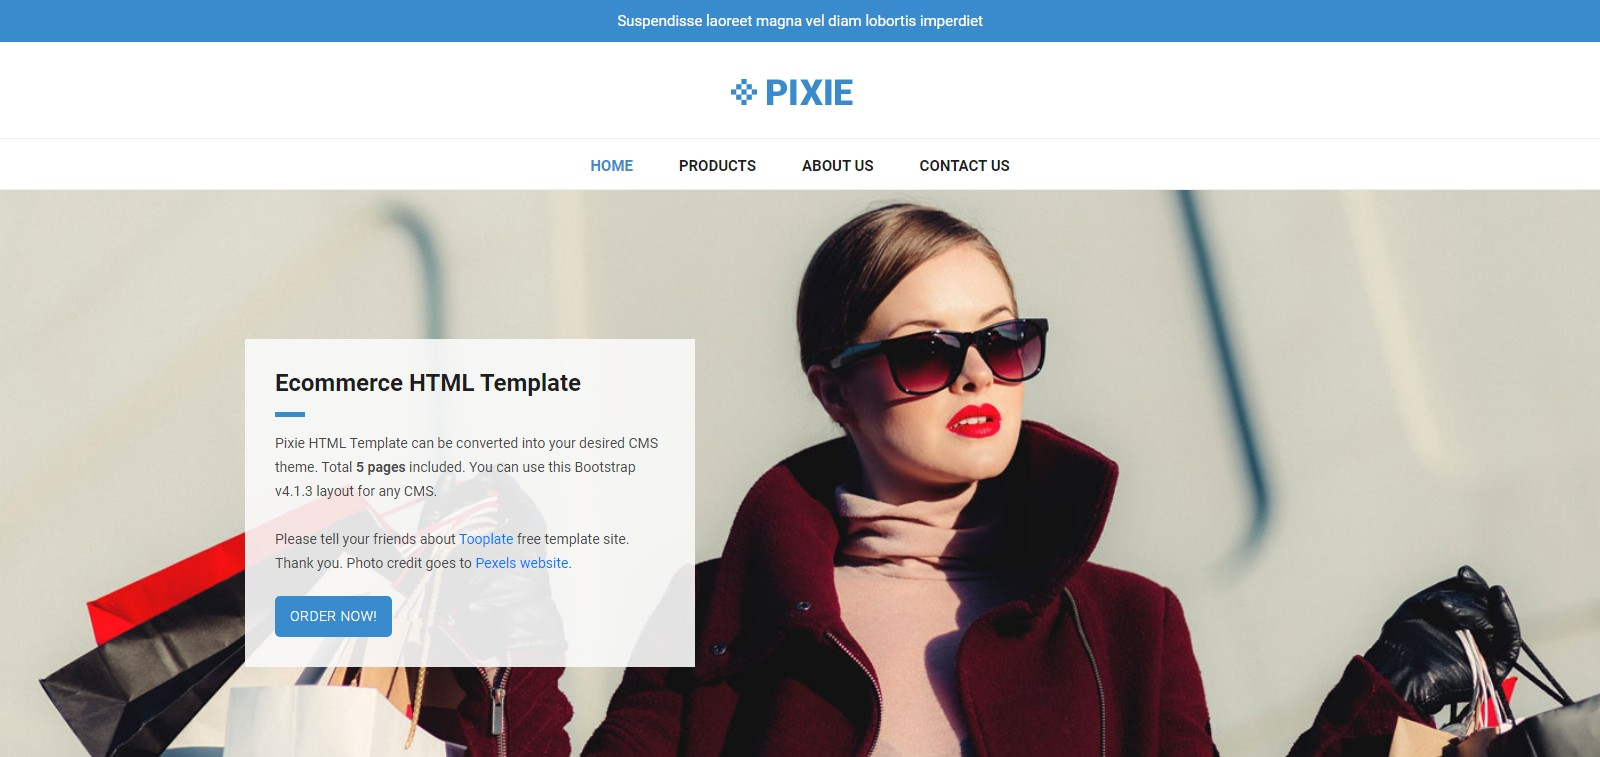 Suspendisse laoreet magna vel diam lobortis imperdiet
PIXIE
HOME PRODUCTS ABOUT US CONTACT US
Ecommerce HTML Template
Pixie HTML Template can be converted into your desired CMS
theme. Total 5 pages included. You can use this Bootstrap
v4.1.3 layout for any CMS.
Please tell your friends about Tooplate free template site.
Thank you. Photo credit goes to Pexels website.
ORDER NOW!